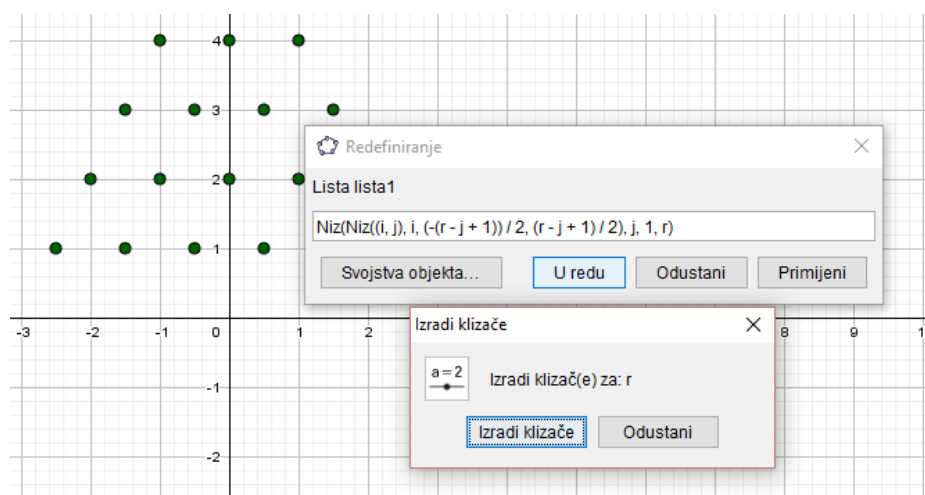 4
3
Redefiniranje
Lista lista1
2
Niz(Niz((i, j), i, (-(r - j + 1)) / 2, (r - j + 1) / 2), j, 1, r)
1
Svojstva objekta...
U redu
Odustani
Primijeni
-3
-2
-1
0
1
2
Izradi klizače
8
9
1
a=2
Izradi klizač(e) za: r
-1
Izradi klizače
Odustani
-2